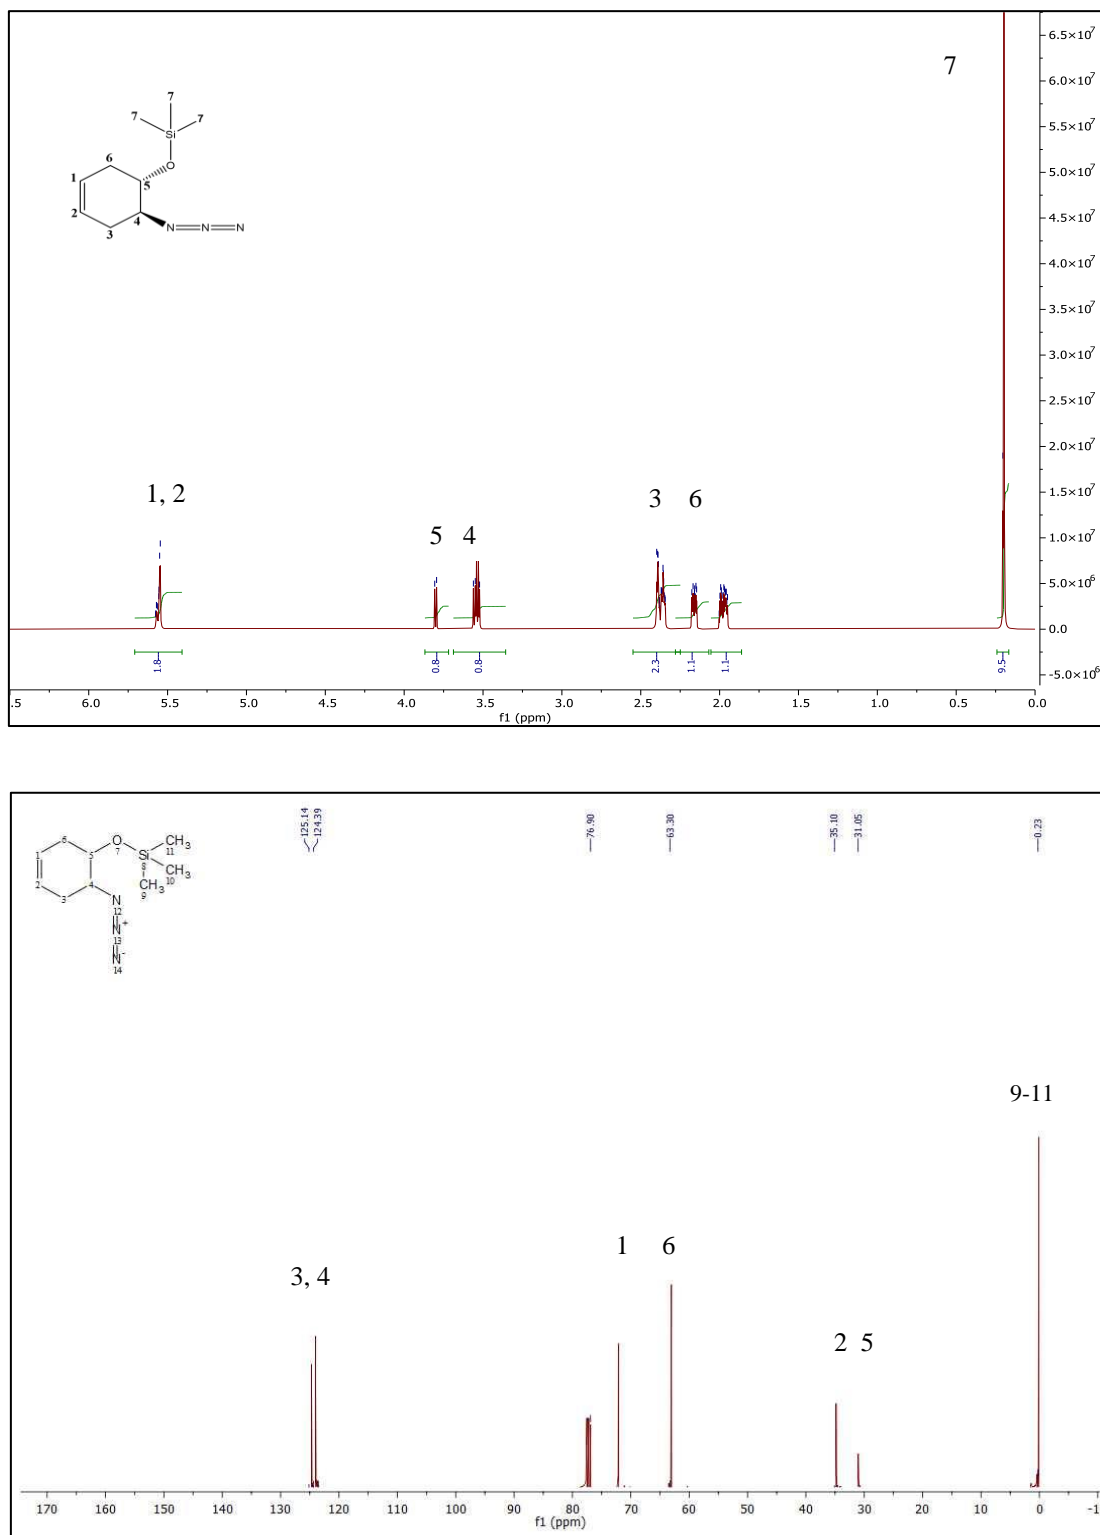 7
6.5×10⁷
6.0×10⁷
5.5×10⁷
5.0×10⁷
4.5×10⁷
4.0×10⁷
3.5×10⁷
3.0×10⁷
2.5×10⁷
2.0×10⁷
1.5×10⁷
1.0×10⁷
5.0×10⁶
0.0
-5.0×10⁶
7
7 7
Si
6 O
1 5
2 4 N N N
3
1, 2 5 4 3 6
1.8 0.8 0.8 2.3 1.1 1.1 9.5
.5 6.0 5.5 5.0 4.5 4.0 3.5 3.0 2.5 2.0 1.5 1.0 0.5 0.0
f1 (ppm)
125.14 124.39 76.90 63.30 35.10 31.05 0.23
6 O CH₃
7 Si 11
1 5 8 CH₃
2 4 CH₃ 10
3 N 9
12
N⁺
13
N⁻
14
9-11
1 6
3, 4
2 5
170 160 150 140 130 120 110 100 90 80 70 60 50 40 30 20 10 0 -1
f1 (ppm)